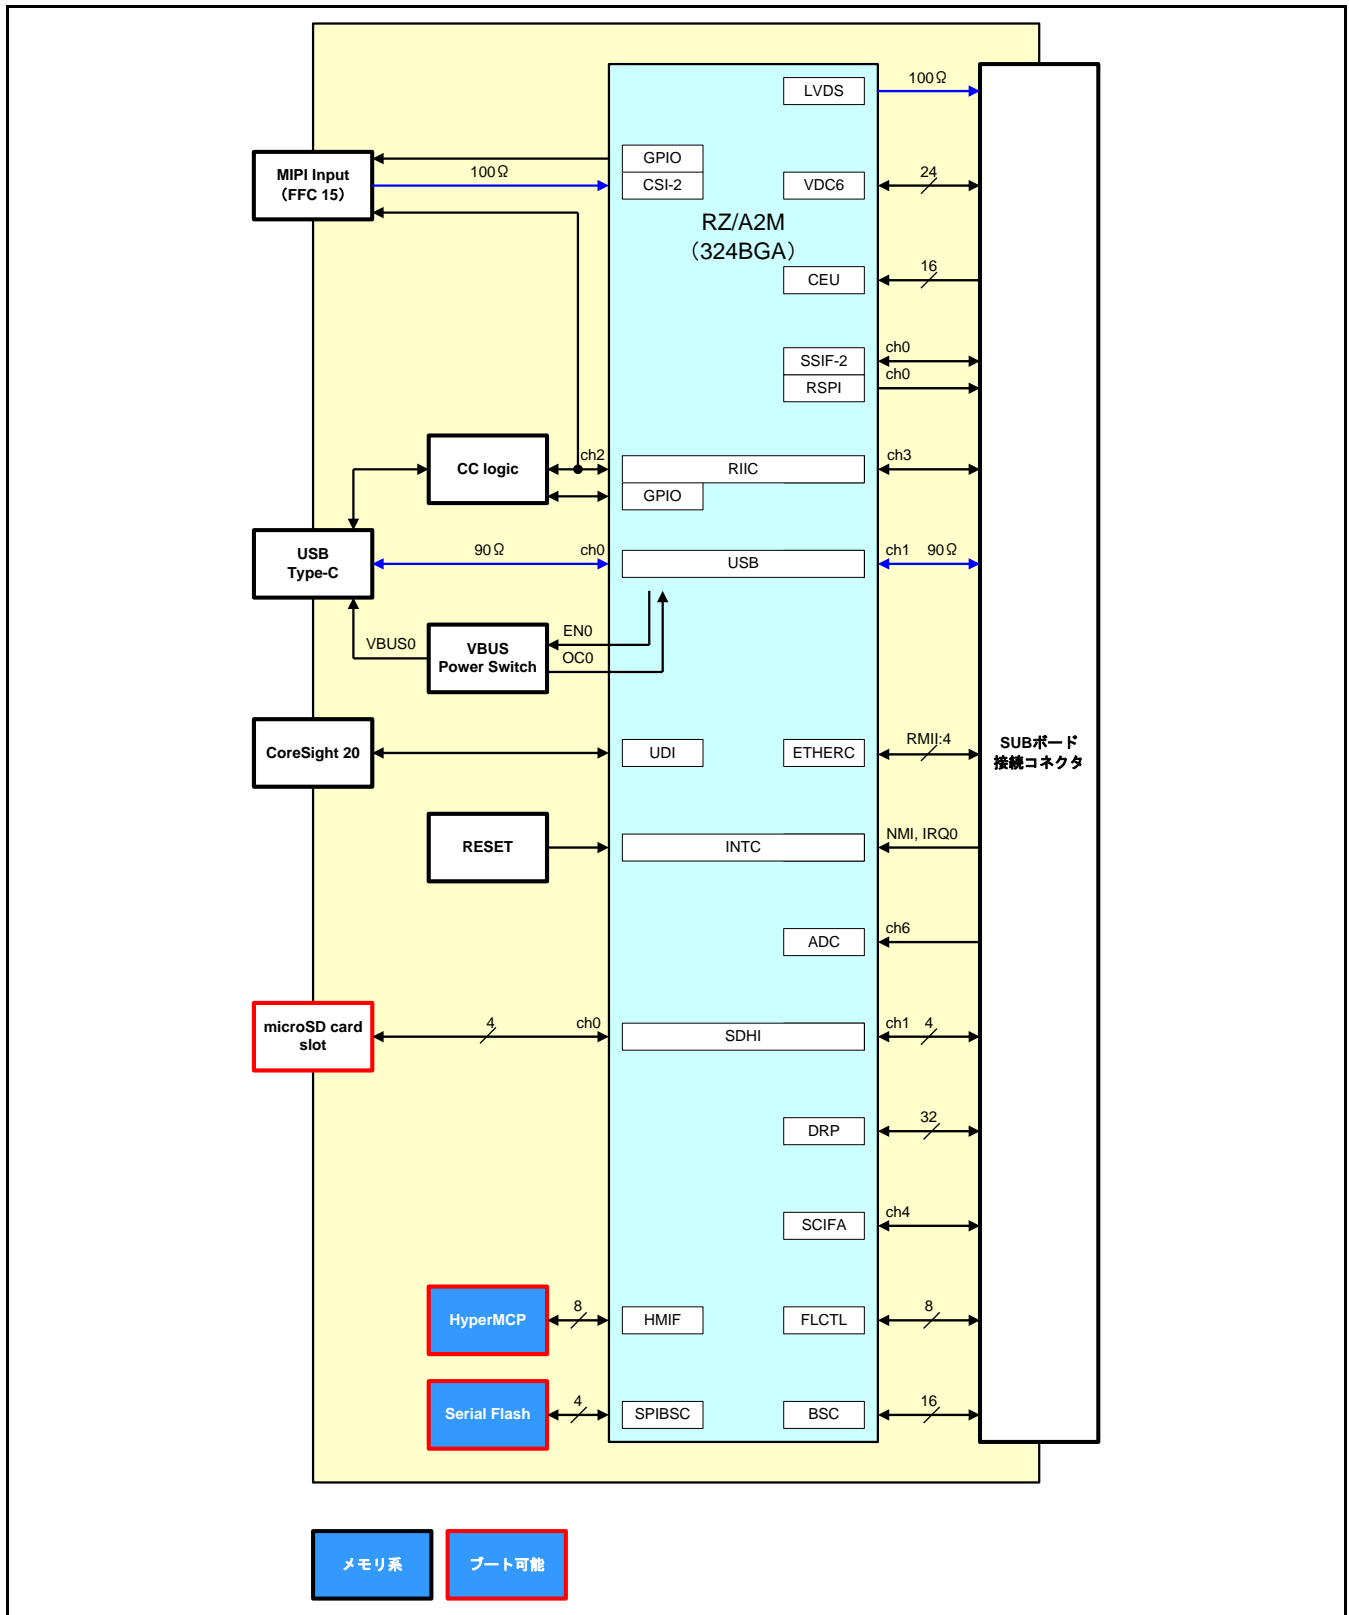 LVDS
100Ω
MIPI Input
（FFC 15）
GPIO
100Ω
CSI-2
VDC6
24
RZ/A2M
（324BGA）
CEU
16
SSIF-2
ch0
RSPI
ch0
CC logic
ch2
RIIC
ch3
GPIO
USB
Type-C
90Ω
ch0
USB
ch1
90Ω
VBUS0
VBUS
Power Switch
EN0
OC0
CoreSight 20
UDI
ETHERC
RMII:4
SUBボード
接続コネクタ
RESET
INTC
NMI, IRQ0
ADC
ch6
microSD card
slot
4
ch0
SDHI
ch1
4
DRP
32
SCIFA
ch4
HyperMCP
8
HMIF
FLCTL
8
Serial Flash
4
SPIBSC
BSC
16
メモリ系
ブート可能